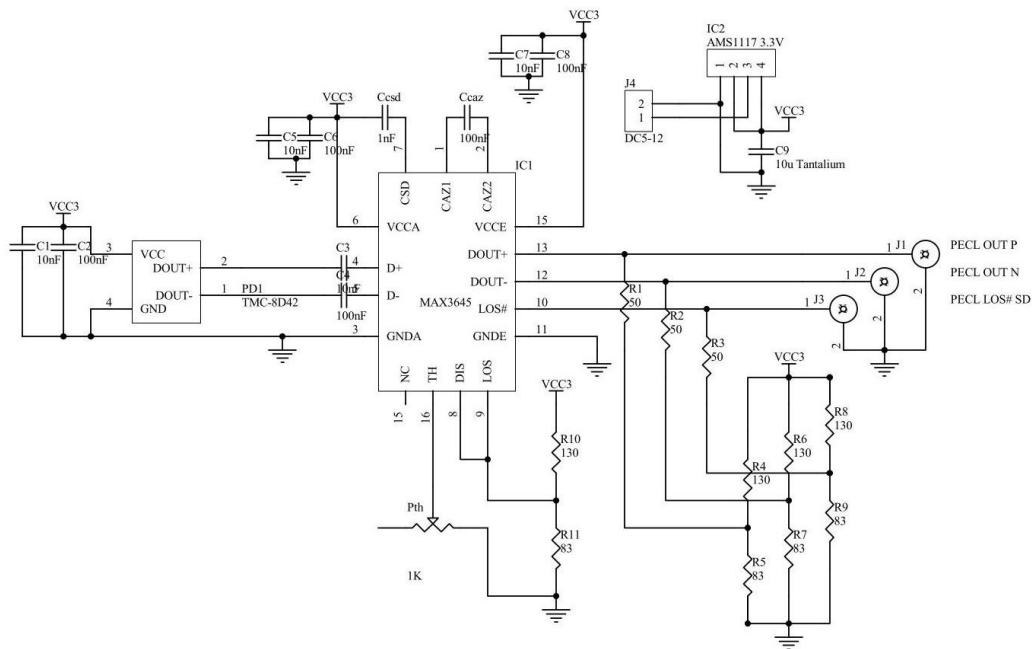 VCC3
IC2
AMS1117 3.3V
1 2 3 4
J4
2
1
DC5-12
VCC3
C9
10u Tantalium
C7
10nF
C8
100nF
VCC3
C5
10nF
C6
100nF
Ccsd
1nF
7
Ccaz
100nF
1
2
IC1
CSD
CAZ1
CAZ2
6
VCCA
VCCE
15
DOUT+
13
DOUT-
12
LOS#
10
GNDE
11
4
D+
5
D-
MAX3645
3
GNDA
NC
TH
DIS
LOS
15
16
8
9
VCC3
C1
10nF
C2
100nF
3
VCC
DOUT+
2
DOUT-
1
4
GND
PD1
TMC-8D42
C3
10nF
C4
100nF
1
J1
2
PECL OUT P
1
J2
2
PECL OUT N
1
J3
2
PECL LOS# SD
R1
50
R2
50
R3
50
VCC3
R8
130
R6
130
R4
130
R9
83
R7
83
R5
83
VCC3
R10
130
R11
83
Pth
1K